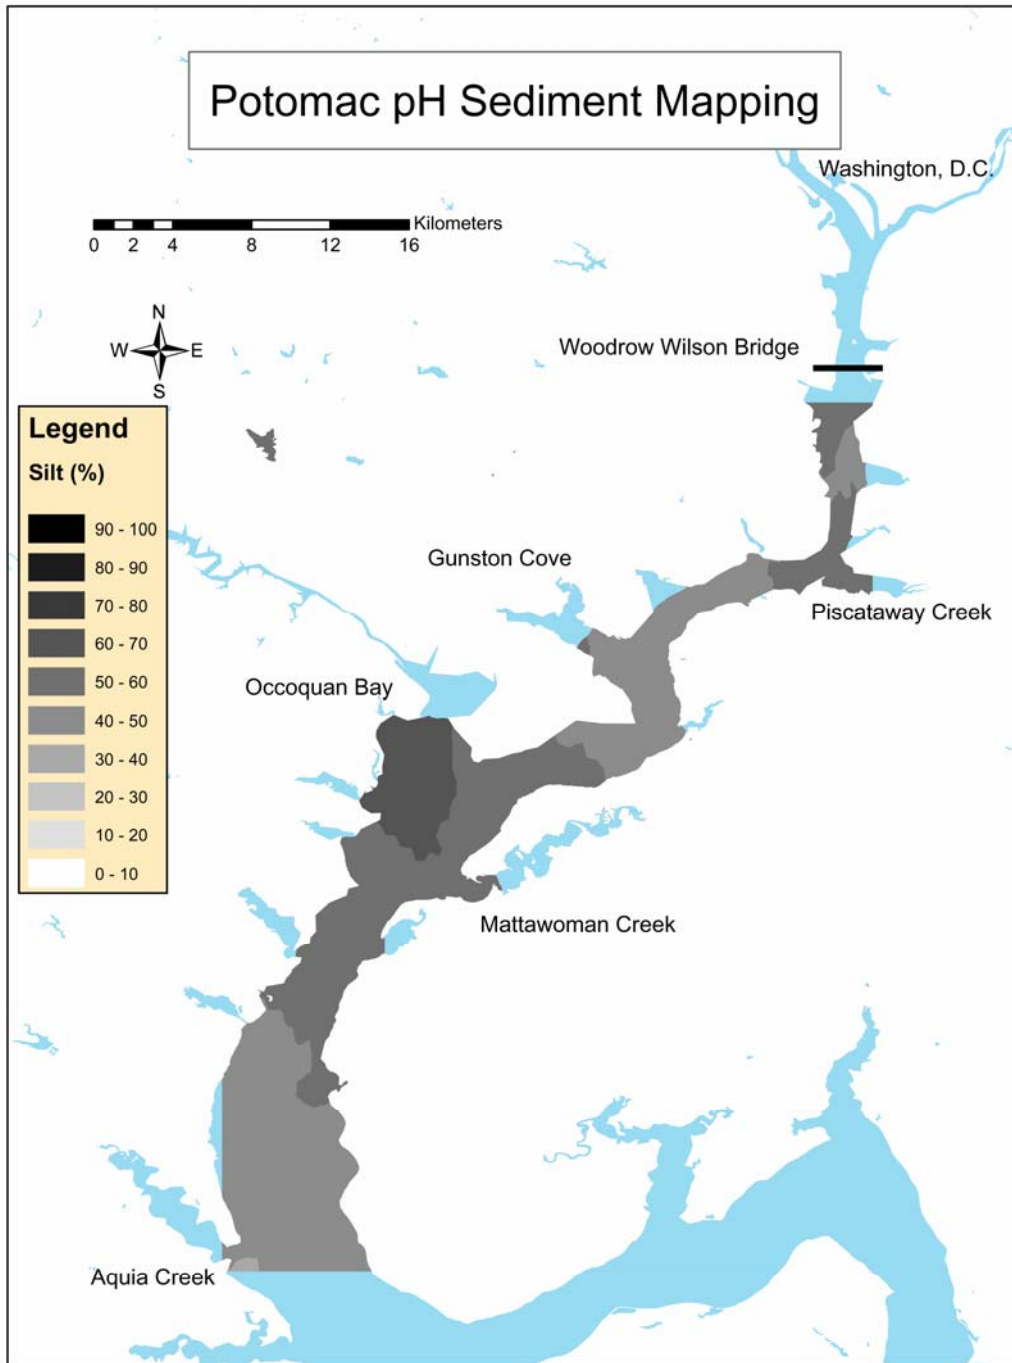 Potomac pH Sediment Mapping
Washington, D.C.
Kilometers
0 2 4 8 12 16
N
W E
S
Woodrow Wilson Bridge
Legend
Silt (%)
90 - 100
80 - 90
70 - 80
60 - 70
50 - 60
40 - 50
30 - 40
20 - 30
10 - 20
0 - 10
Gunston Cove
Piscataway Creek
Occoquan Bay
Mattawoman Creek
Aquia Creek